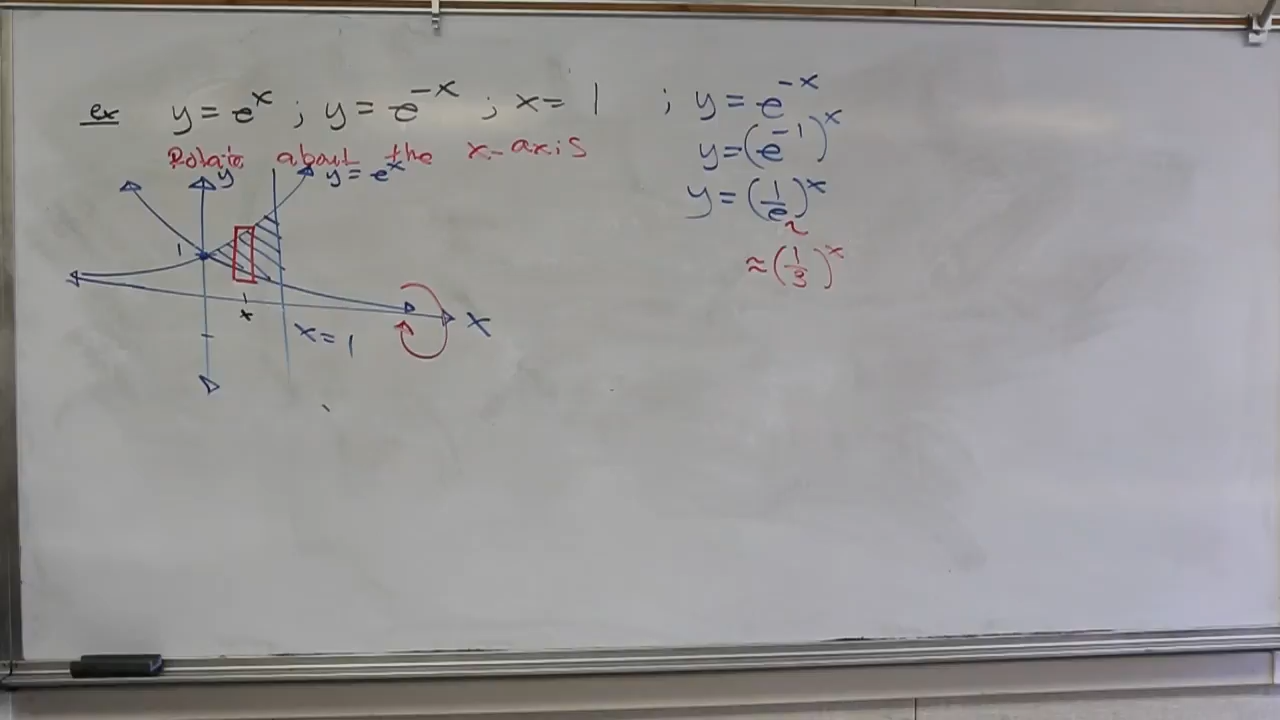 ex y = e^x ; y = e^-x ; x = 1 ; y = e^-x
y = (e^-1)^x
Rotate about the x-axis
y y = e^x
y = (1/e)^x
1
≈ (1/3)^x
x
x
x = 1